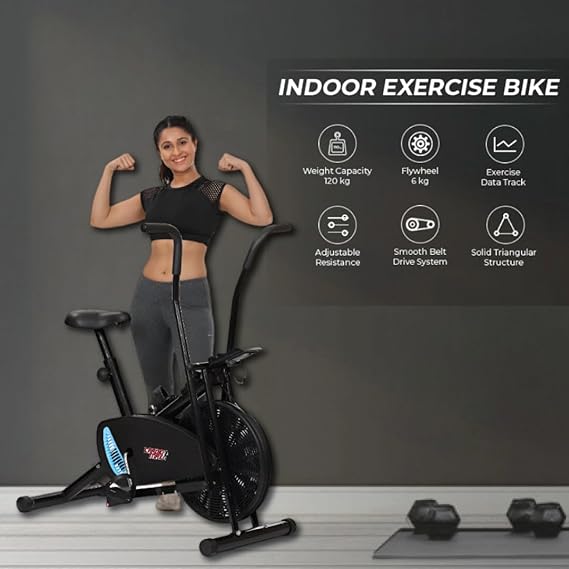 INDOOR EXERCISE BIKE
Weight Capacity
120 kg
Flywheel
6 kg
Exercise
Data Track
Adjustable
Resistance
Smooth Belt
Drive System
Solid Triangular
Structure